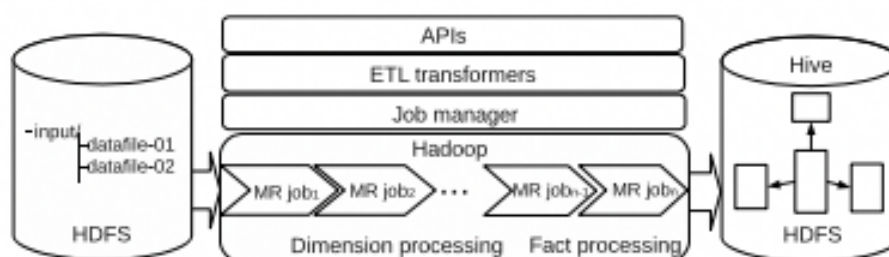 APIs
ETL transformers
Job manager
Hadoop
-input/
datafile-01
datafile-02
HDFS
MR job1
MR job2
...
MR jobn-1
MR jobn
Dimension processing
Fact processing
Hive
HDFS